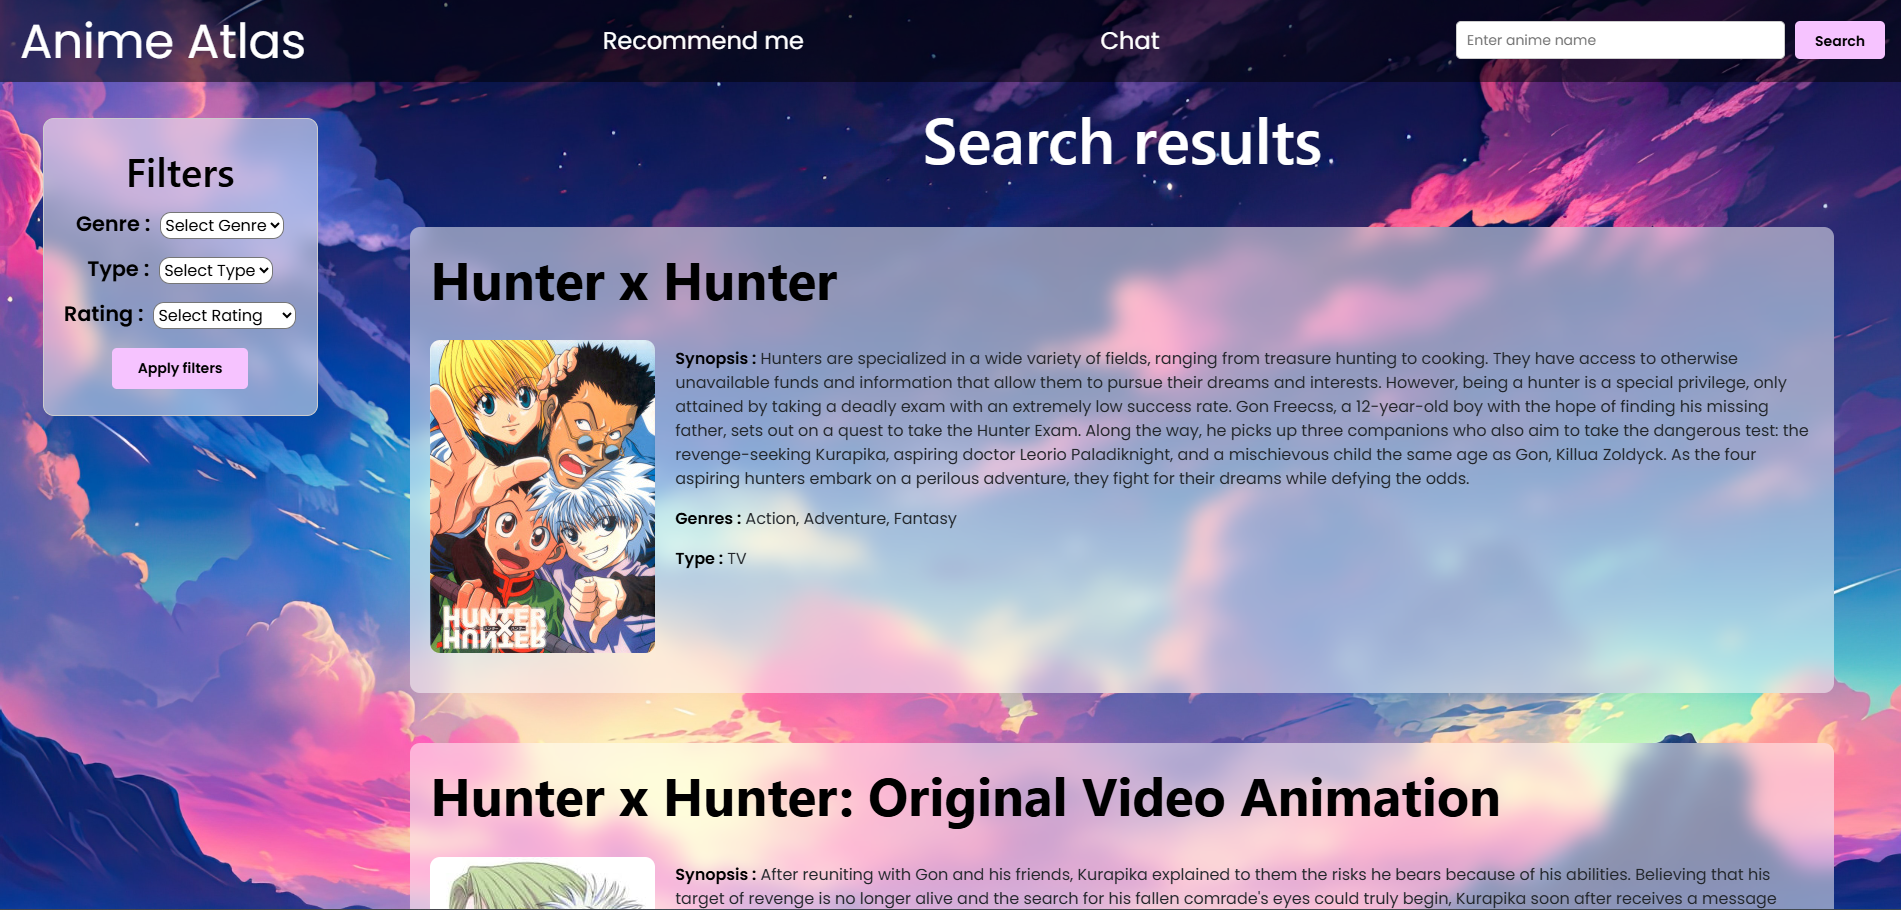 Anime Atlas
Recommend me
Chat
Enter anime name
Search
Filters
Genre :
Select Genre
Type :
Select Type
Rating :
Select Rating
Apply filters
Search results
Hunter x Hunter
HUNTER
X
HUNTER
Synopsis : Hunters are specialized in a wide variety of fields, ranging from treasure hunting to cooking. They have access to otherwise
unavailable funds and information that allow them to pursue their dreams and interests. However, being a hunter is a special privilege, only
attained by taking a deadly exam with an extremely low success rate. Gon Freecss, a 12-year-old boy with the hope of finding his missing
father, sets out on a quest to take the Hunter Exam. Along the way, he picks up three companions who also aim to take the dangerous test: the
revenge-seeking Kurapika, aspiring doctor Leorio Paladiknight, and a mischievous child the same age as Gon, Killua Zoldyck. As the four
aspiring hunters embark on a perilous adventure, they fight for their dreams while defying the odds.
Genres : Action, Adventure, Fantasy
Type : TV
Hunter x Hunter: Original Video Animation
Synopsis : After reuniting with Gon and his friends, Kurapika explained to them the risks he bears because of his abilities. Believing that his
target of revenge is no longer alive and the search for his fallen comrade's eyes could truly begin, Kurapika soon after receives a message